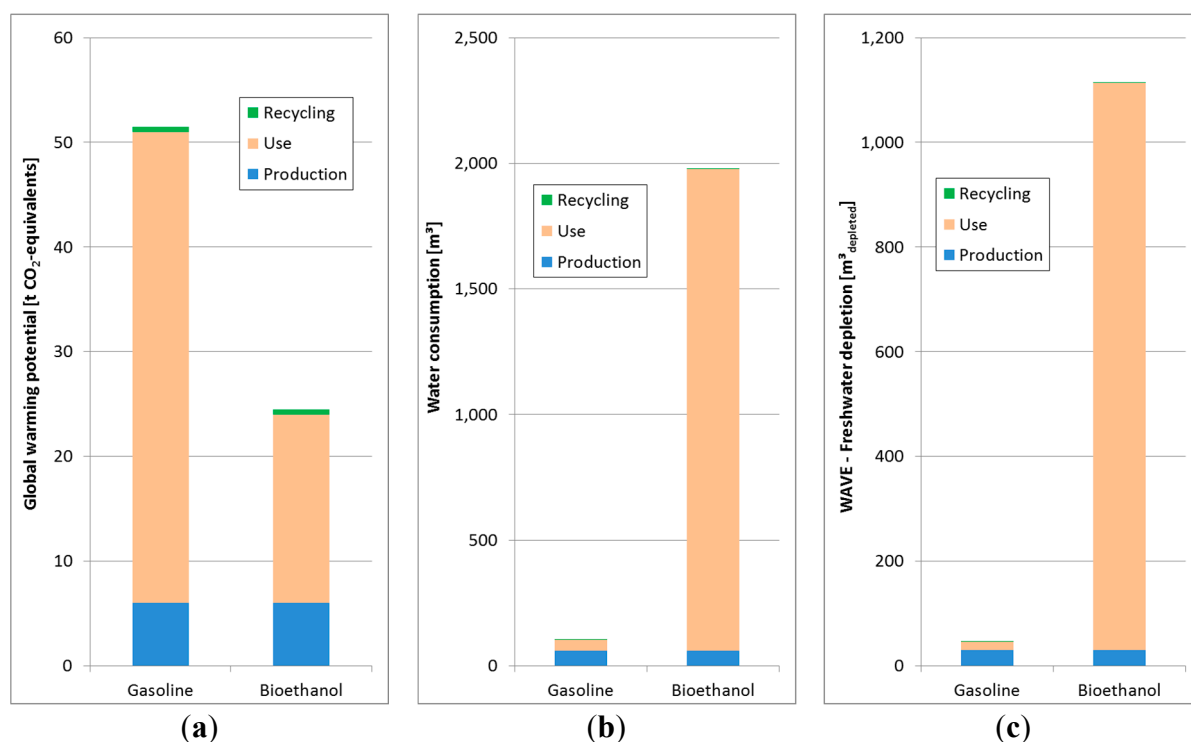 Global warming potential [t CO₂-equivalents]
60
50
40
30
20
10
0
Recycling
Use
Production
Gasoline
Bioethanol
(a)
Water consumption [m³]
2,500
2,000
1,500
1,000
500
0
Recycling
Use
Production
Gasoline
Bioethanol
(b)
WAVE - Freshwater depletion [m³depleted]
1,200
1,000
800
600
400
200
0
Recycling
Use
Production
Gasoline
Bioethanol
(c)